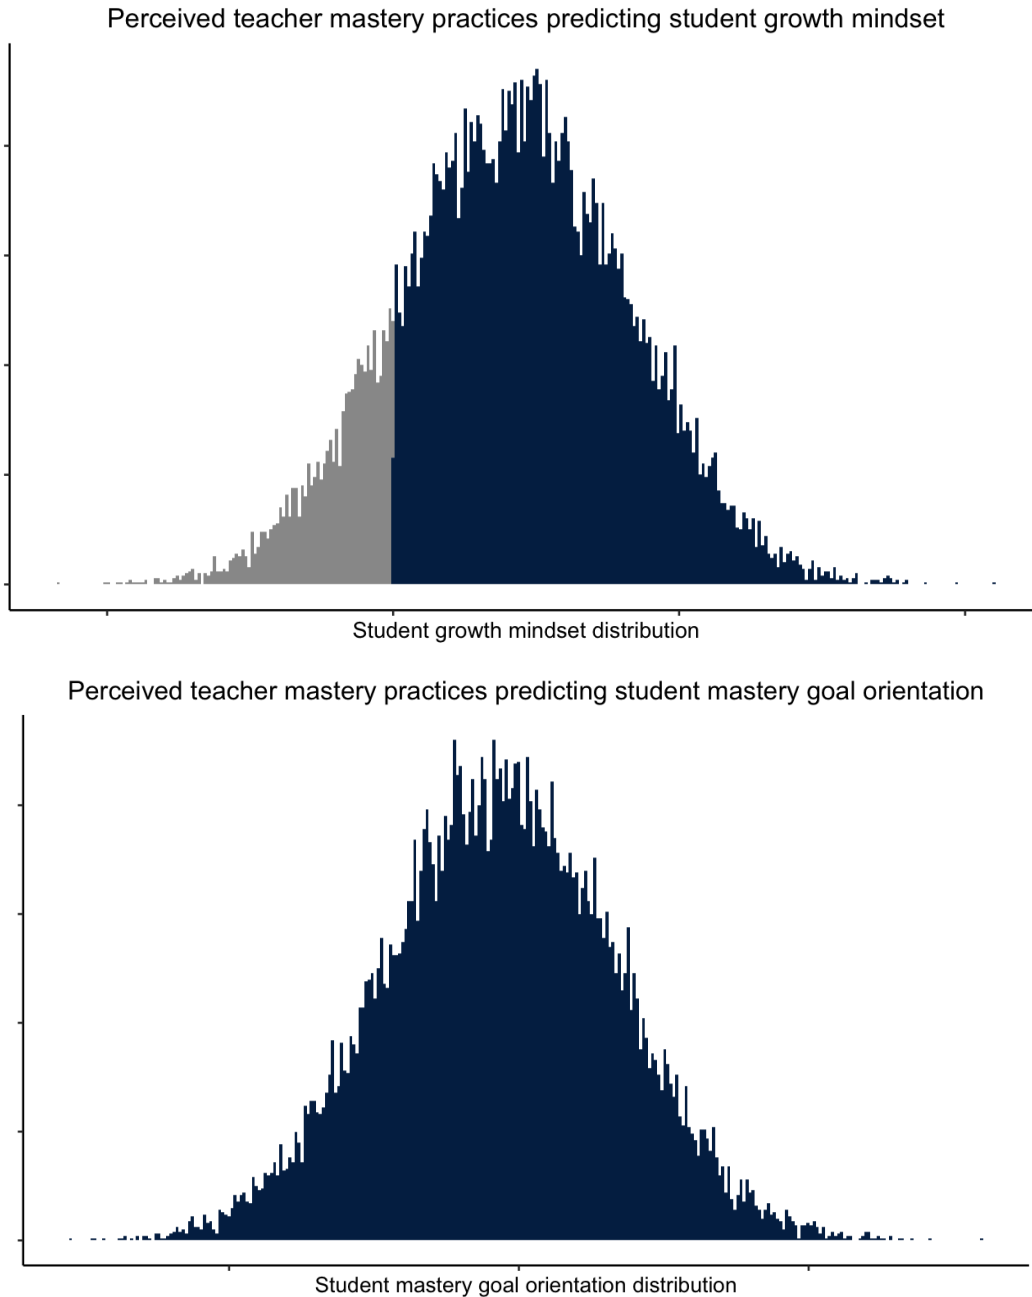 Perceived teacher mastery practices predicting student growth mindset
Student growth mindset distribution
Perceived teacher mastery practices predicting student mastery goal orientation
Student mastery goal orientation distribution